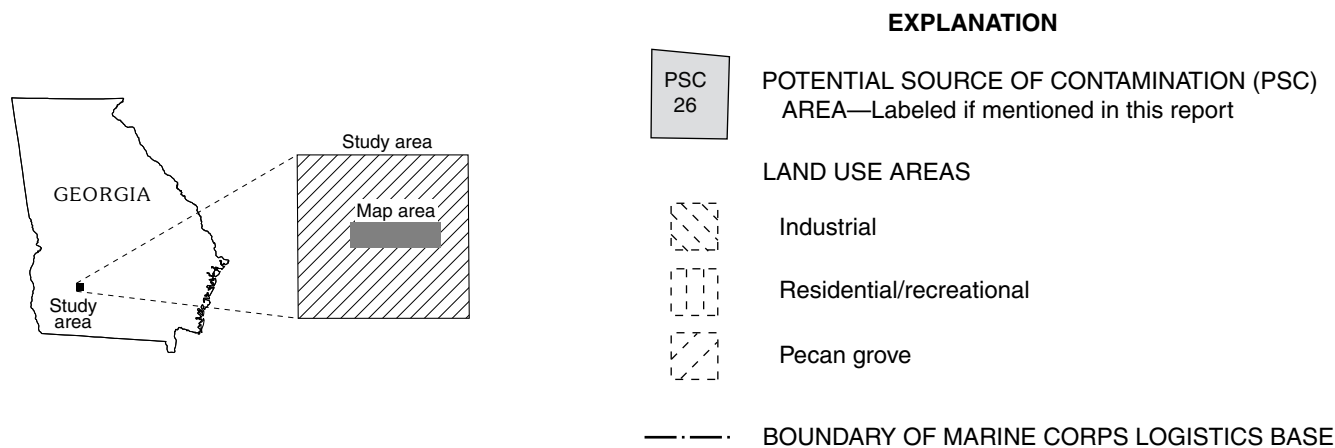 GEORGIA
Study
area
Study area
Map area
EXPLANATION
PSC
26
POTENTIAL SOURCE OF CONTAMINATION (PSC)
AREA—Labeled if mentioned in this report
LAND USE AREAS
Industrial
Residential/recreational
Pecan grove
BOUNDARY OF MARINE CORPS LOGISTICS BASE